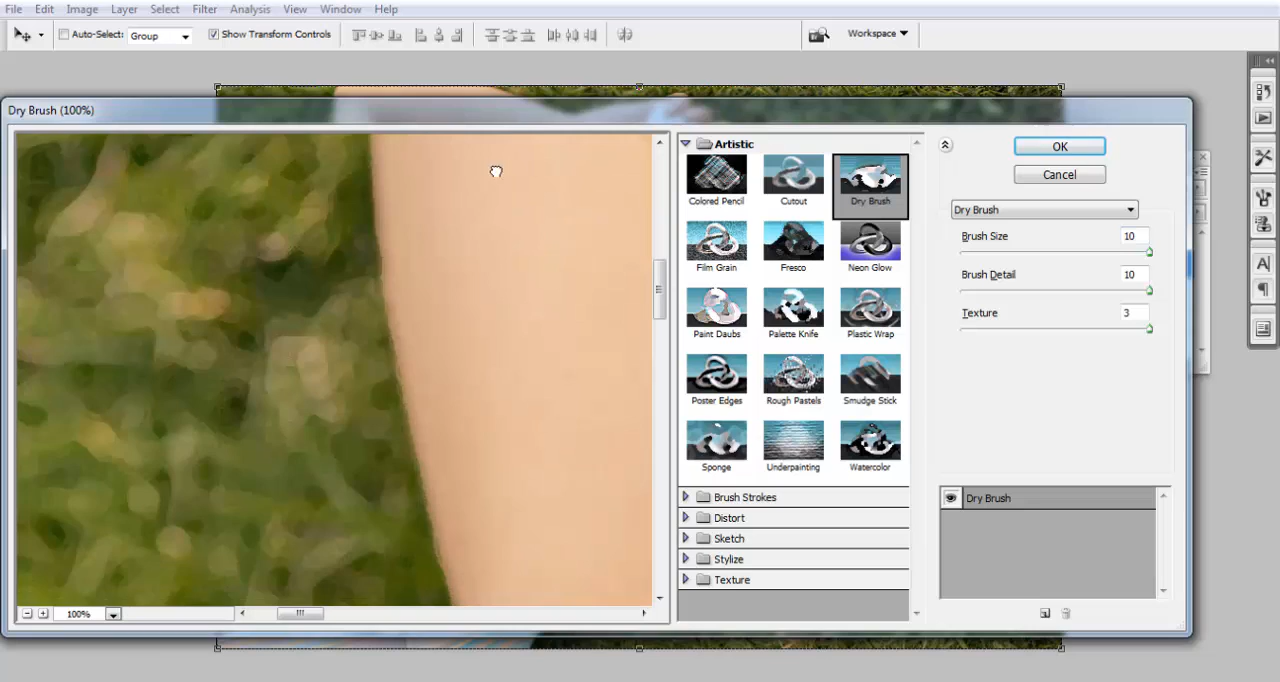 File Edit Image Layer Select Filter Analysis View Window Help
Auto-Select: Group Show Transform Controls Workspace
Dry Brush (100%)
Artistic
Colored Pencil Cutout Dry Brush
Film Grain Fresco Neon Glow
Paint Daubs Palette Knife Plastic Wrap
Poster Edges Rough Pastels Smudge Stick
Sponge Underpainting Watercolor
Brush Strokes
Distort
Sketch
Stylize
Texture
100%
OK
Cancel
Dry Brush
Brush Size 10
Brush Detail 10
Texture 3
Dry Brush